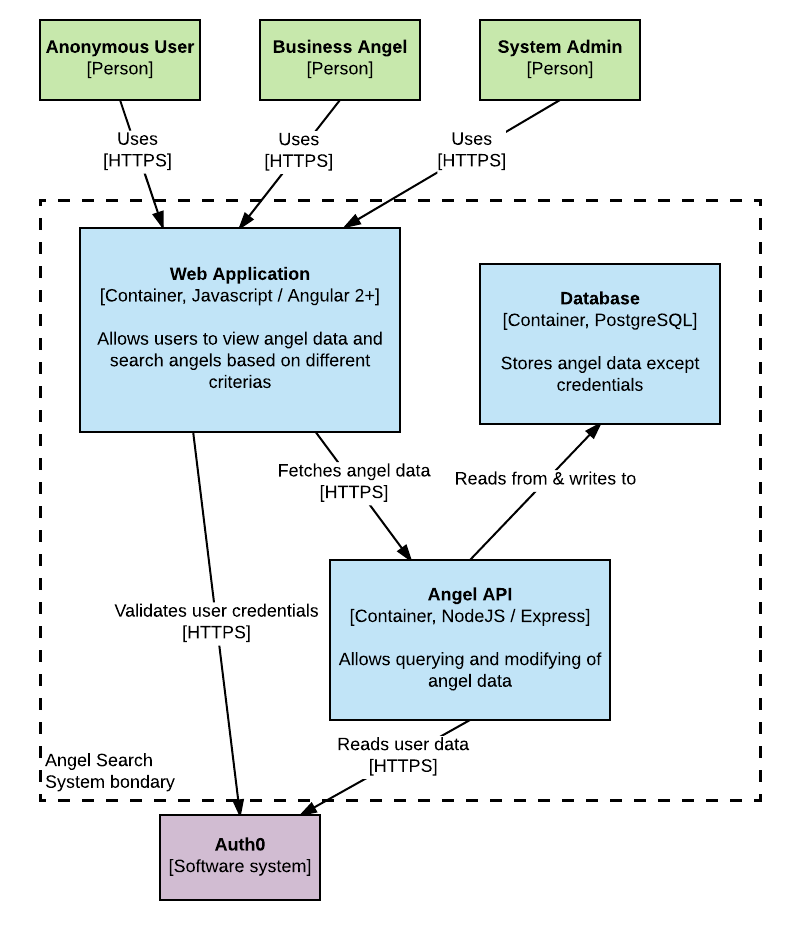 Anonymous User
[Person]
Business Angel
[Person]
System Admin
[Person]
Uses
[HTTPS]
Uses
[HTTPS]
Uses
[HTTPS]
Web Application
[Container, Javascript / Angular 2+]
Allows users to view angel data and
search angels based on different
criterias
Database
[Container, PostgreSQL]
Stores angel data except
credentials
Fetches angel data
[HTTPS]
Reads from & writes to
Validates user credentials
[HTTPS]
Angel API
[Container, NodeJS / Express]
Allows querying and modifying of
angel data
Reads user data
[HTTPS]
Angel Search
System bondary
Auth0
[Software system]